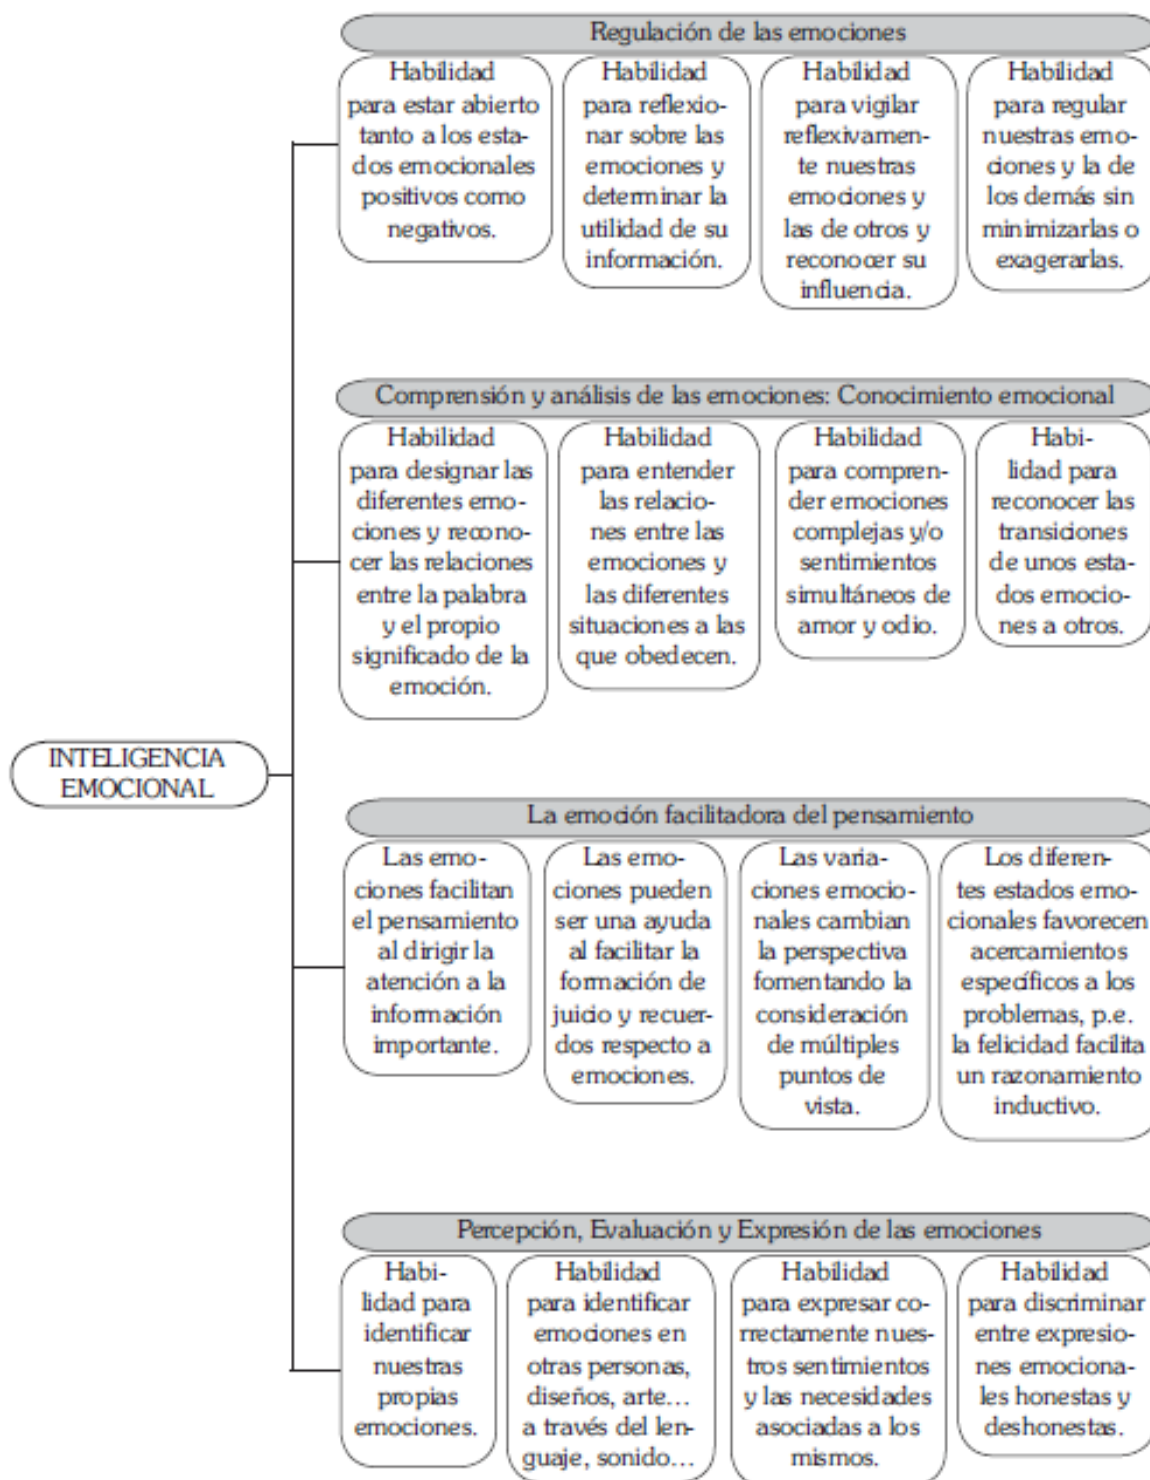 Regulación de las emociones
Habilidad
para estar abierto
tanto a los esta-
dos emocionales
positivos como
negativos.
Habilidad
para reflexio-
nar sobre las
emociones y
determinar la
utilidad de su
información.
Habilidad
para vigilar
reflexivamen-
te nuestras
emociones y
las de otros y
reconocer su
influencia.
Habilidad
para regular
nuestras emo-
ciones y la de
los demás sin
minimizarlas o
exagerarlas.
Comprensión y análisis de las emociones: Conocimiento emocional
Habilidad
para designar las
diferentes emo-
ciones y recono-
cer las relaciones
entre la palabra
y el propio
significado de la
emoción.
Habilidad
para entender
las relacio-
nes entre las
emociones y
las diferentes
situaciones a las
que obedecen.
Habilidad
para compren-
der emociones
complejas y/o
sentimientos
simultáneos de
amor y odio.
Habi-
lidad para
reconocer las
transiciones
de unos esta-
dos emocio-
nes a otros.
INTELIGENCIA
EMOCIONAL
La emoción facilitadora del pensamiento
Las emo-
ciones facilitan
el pensamiento
al dirigir la
atención a la
información
importante.
Las emo-
ciones pueden
ser una ayuda
al facilitar la
formación de
juicio y recuer-
dos respecto a
emociones.
Las varia-
ciones emocio-
nales cambian
la perspectiva
fomentando la
consideración
de múltiples
puntos de
vista.
Los diferen-
tes estados emo-
cionales favorecen
acercamientos
específicos a los
problemas, p.e.
la felicidad facilita
un razonamiento
inductivo.
Percepción, Evaluación y Expresión de las emociones
Habi-
lidad para
identificar
nuestras
propias
emociones.
Habilidad
para identificar
emociones en
otras personas,
diseños, arte...
a través del len-
guaje, sonido...
Habilidad
para expresar co-
rrectamente nues-
tros sentimientos
y las necesidades
asociadas a los
mismos.
Habilidad
para discriminar
entre expresio-
nes emociona-
les honestas y
deshonestas.